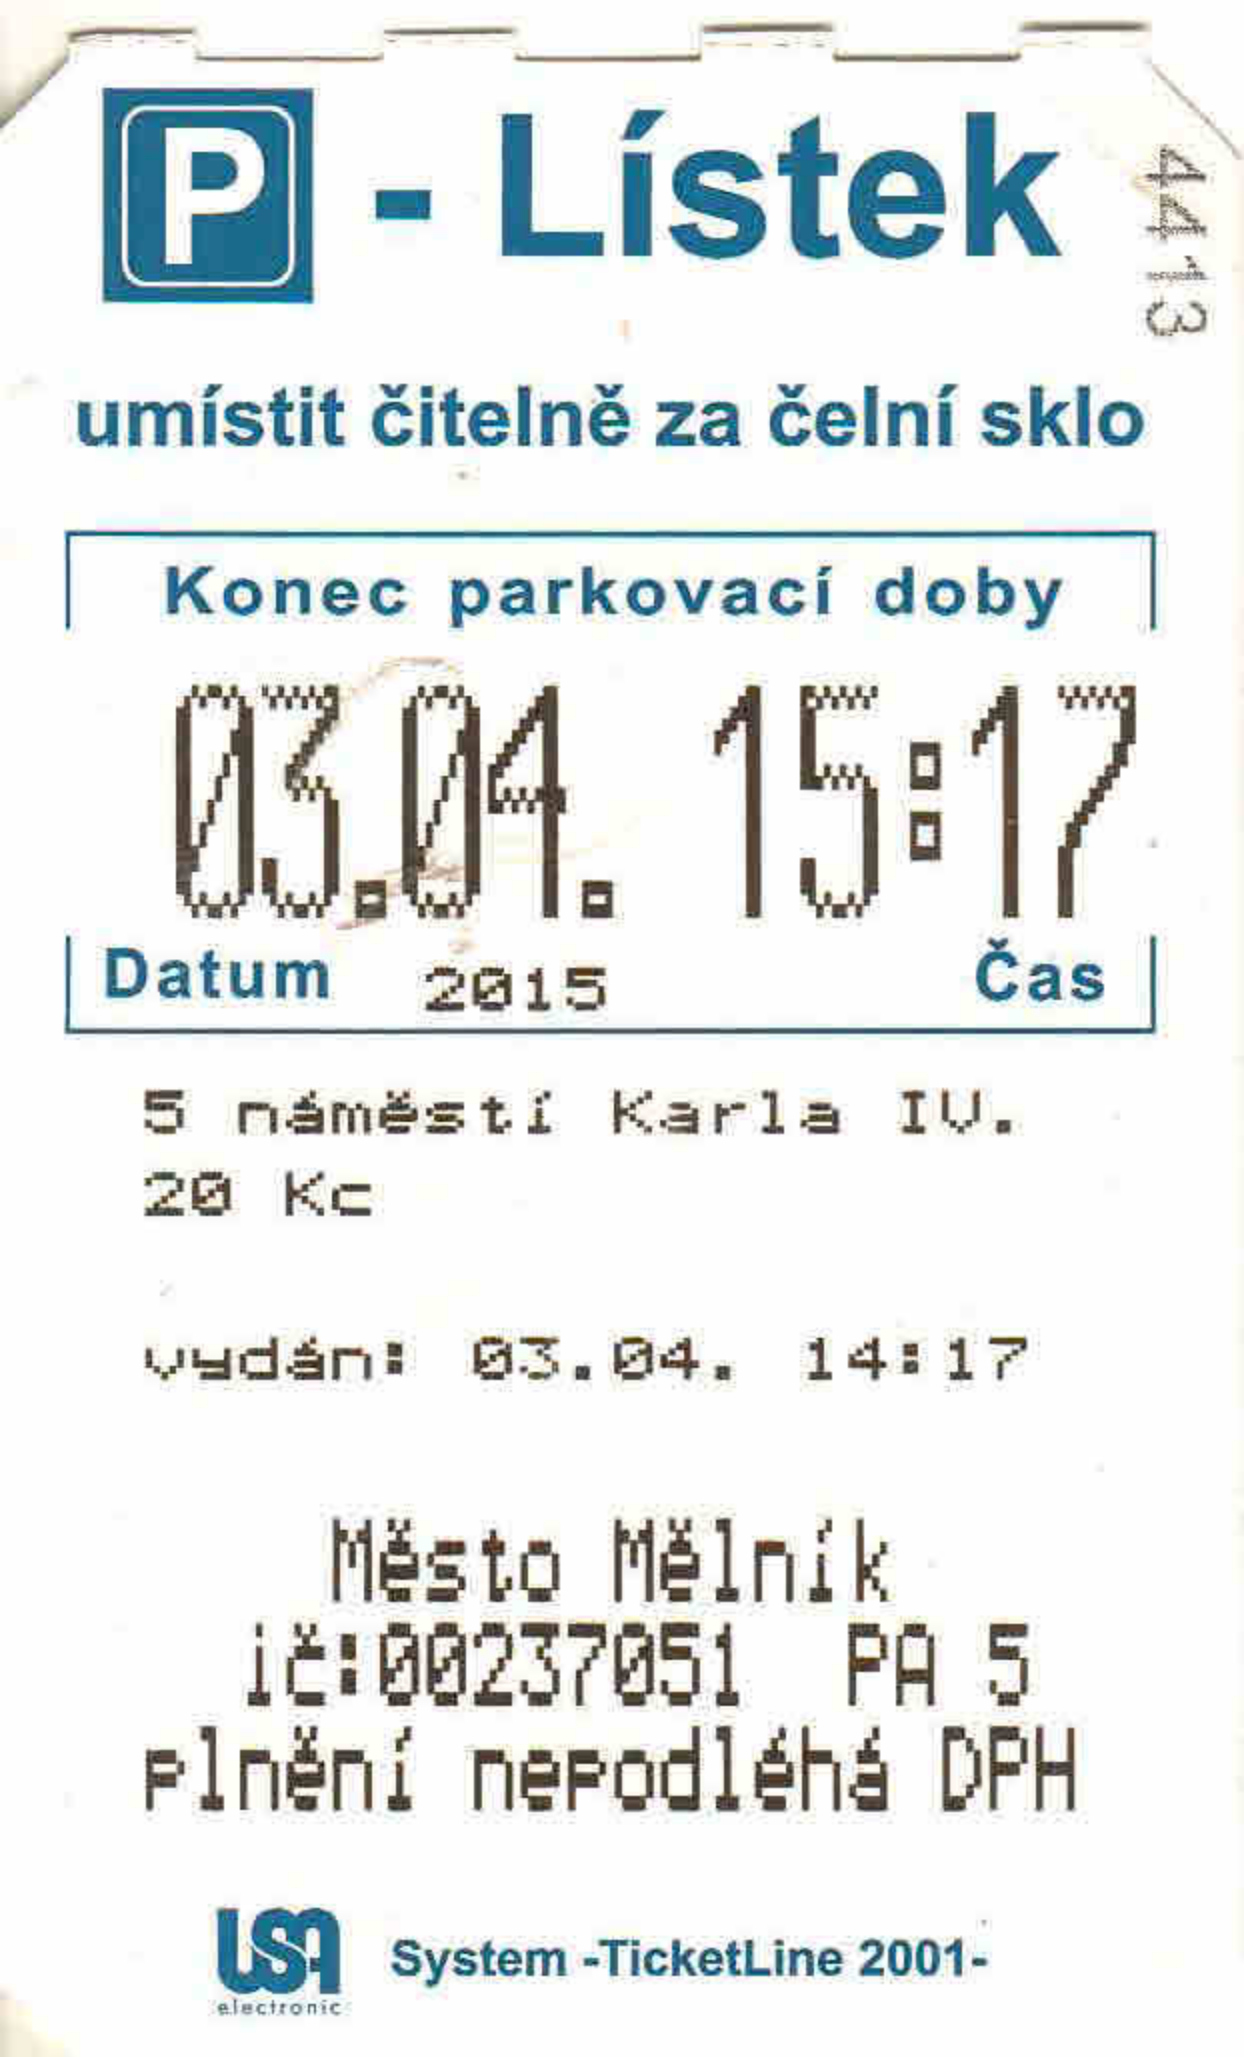 P - Lístek
4413
umístit čitelně za čelní sklo
Konec parkovací doby
03.04. 15:17
Datum 2015 Čas
5 náměstí Karla IV.
20 Kc
vydán: 03.04. 14:17
Město Mělník
ič:00237051 PA 5
plnění nepodléhá DPH
USA
electronic
System -TicketLine 2001-